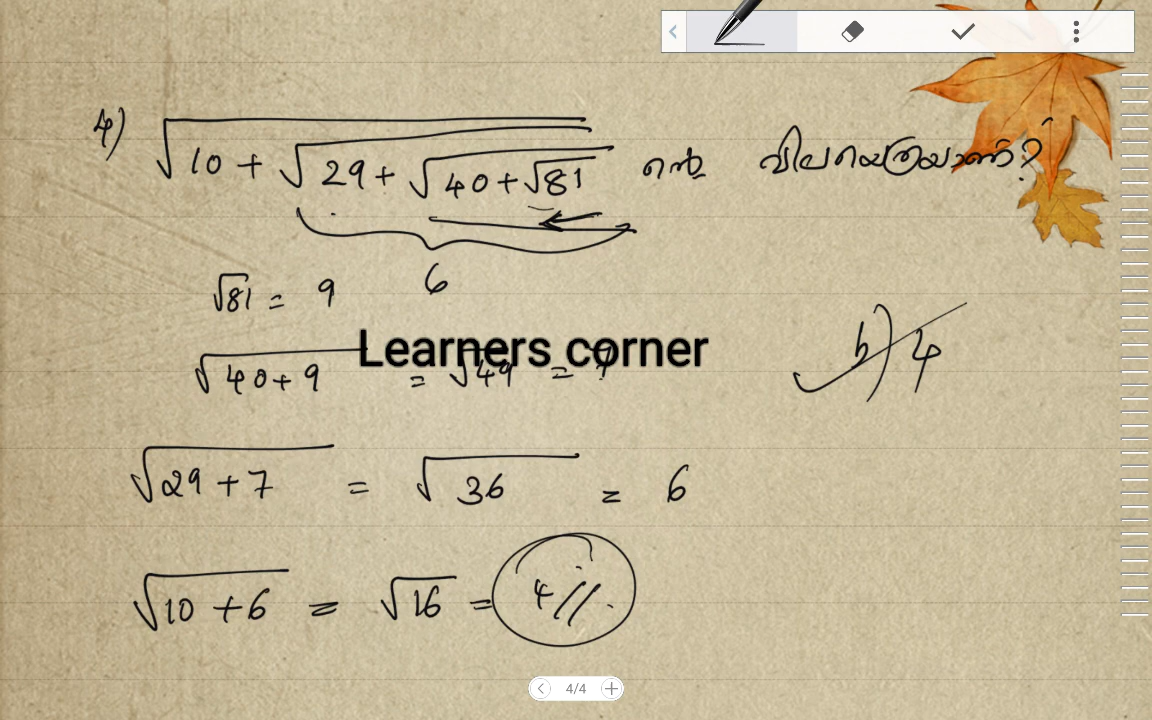 4) √(10 + √(29 + √(40 + √81))) ന്റെ വിലയെത്രയാണ്?
6
√81 = 9
Learners corner
√(40 + 9) = √49 = 7
b) 4
√(29 + 7) = √36 = 6
√(10 + 6) = √16 = 4//.
4/4